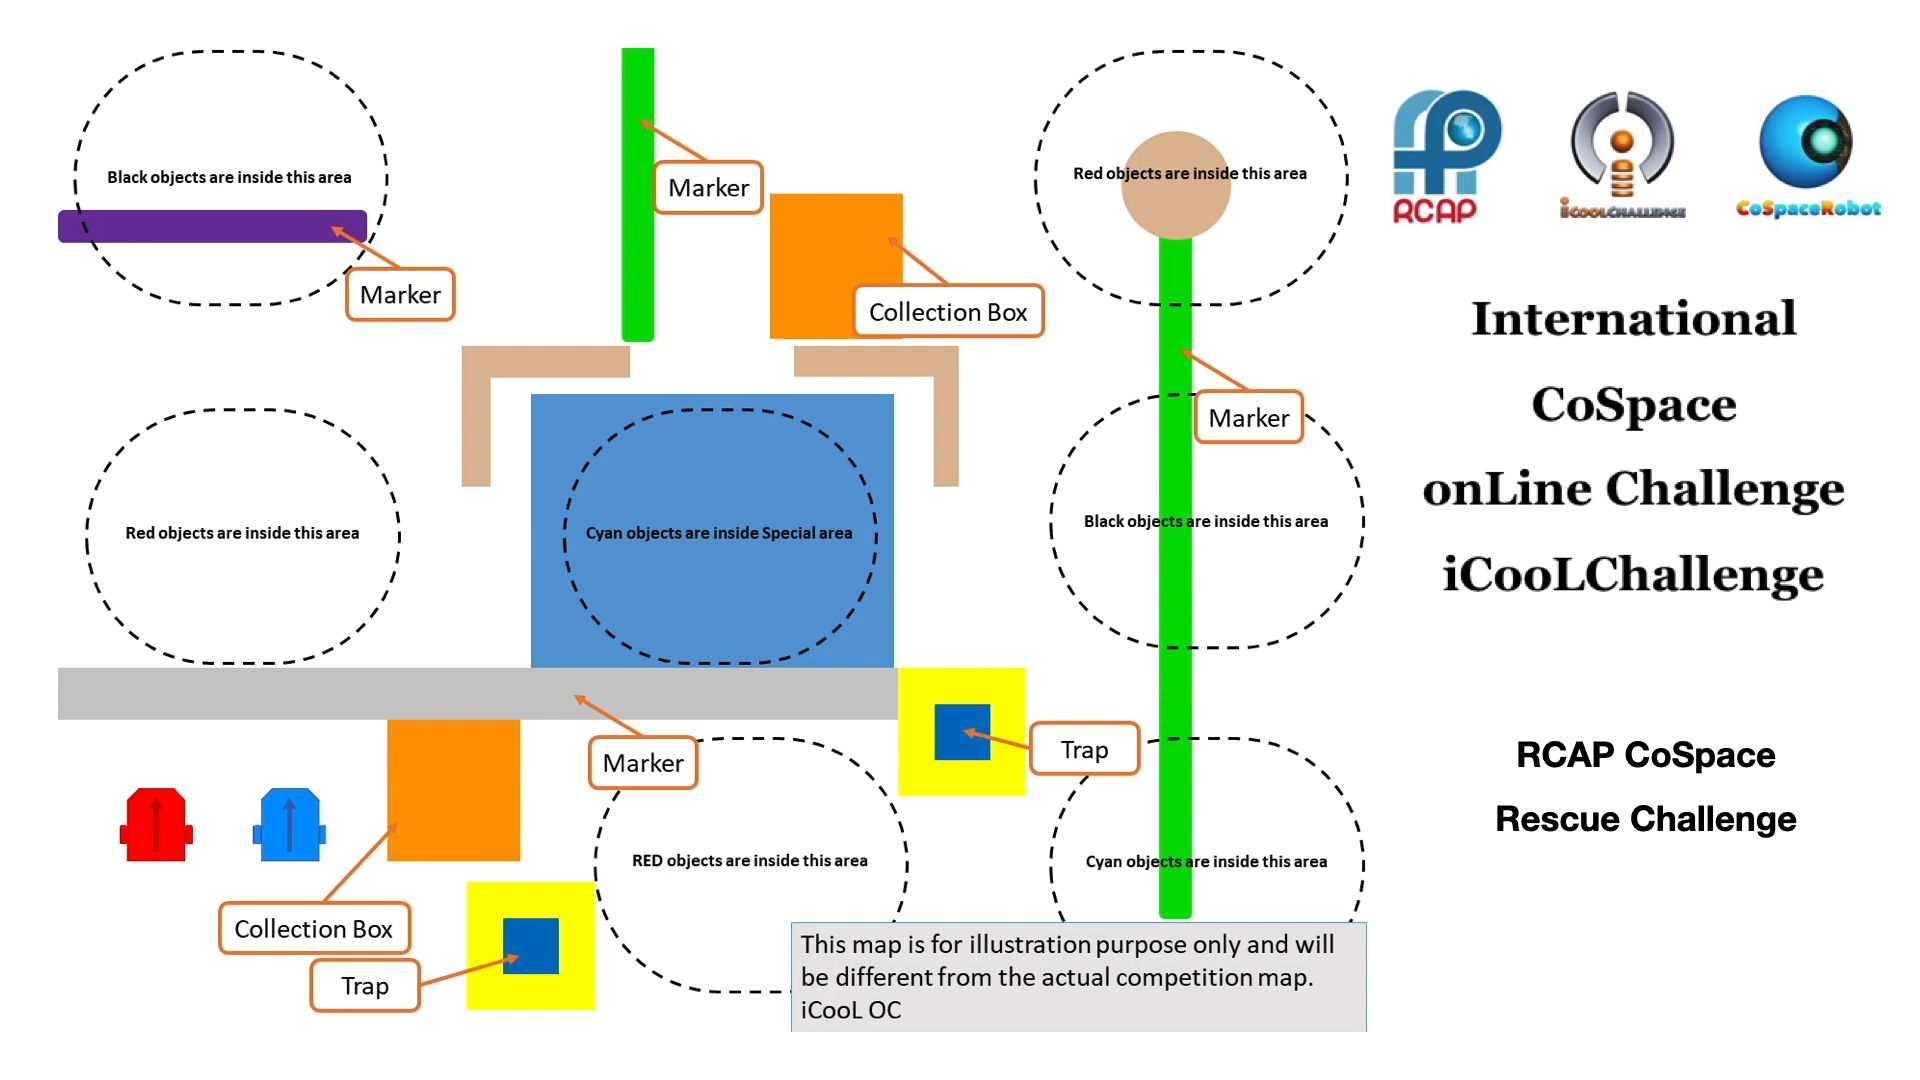 Black objects are inside this area
Marker
Marker
Collection Box
Red objects are inside this area
Marker
Red objects are inside this area
Cyan objects are inside Special area
Black objects are inside this area
Marker
Trap
RED objects are inside this area
Cyan objects are inside this area
Collection Box
Trap
This map is for illustration purpose only and will
be different from the actual competition map.
iCooL OC
RCAP
iCOOLCHALLENGE
CoSpaceRobot
International
CoSpace
onLine Challenge
iCooLChallenge
RCAP CoSpace
Rescue Challenge